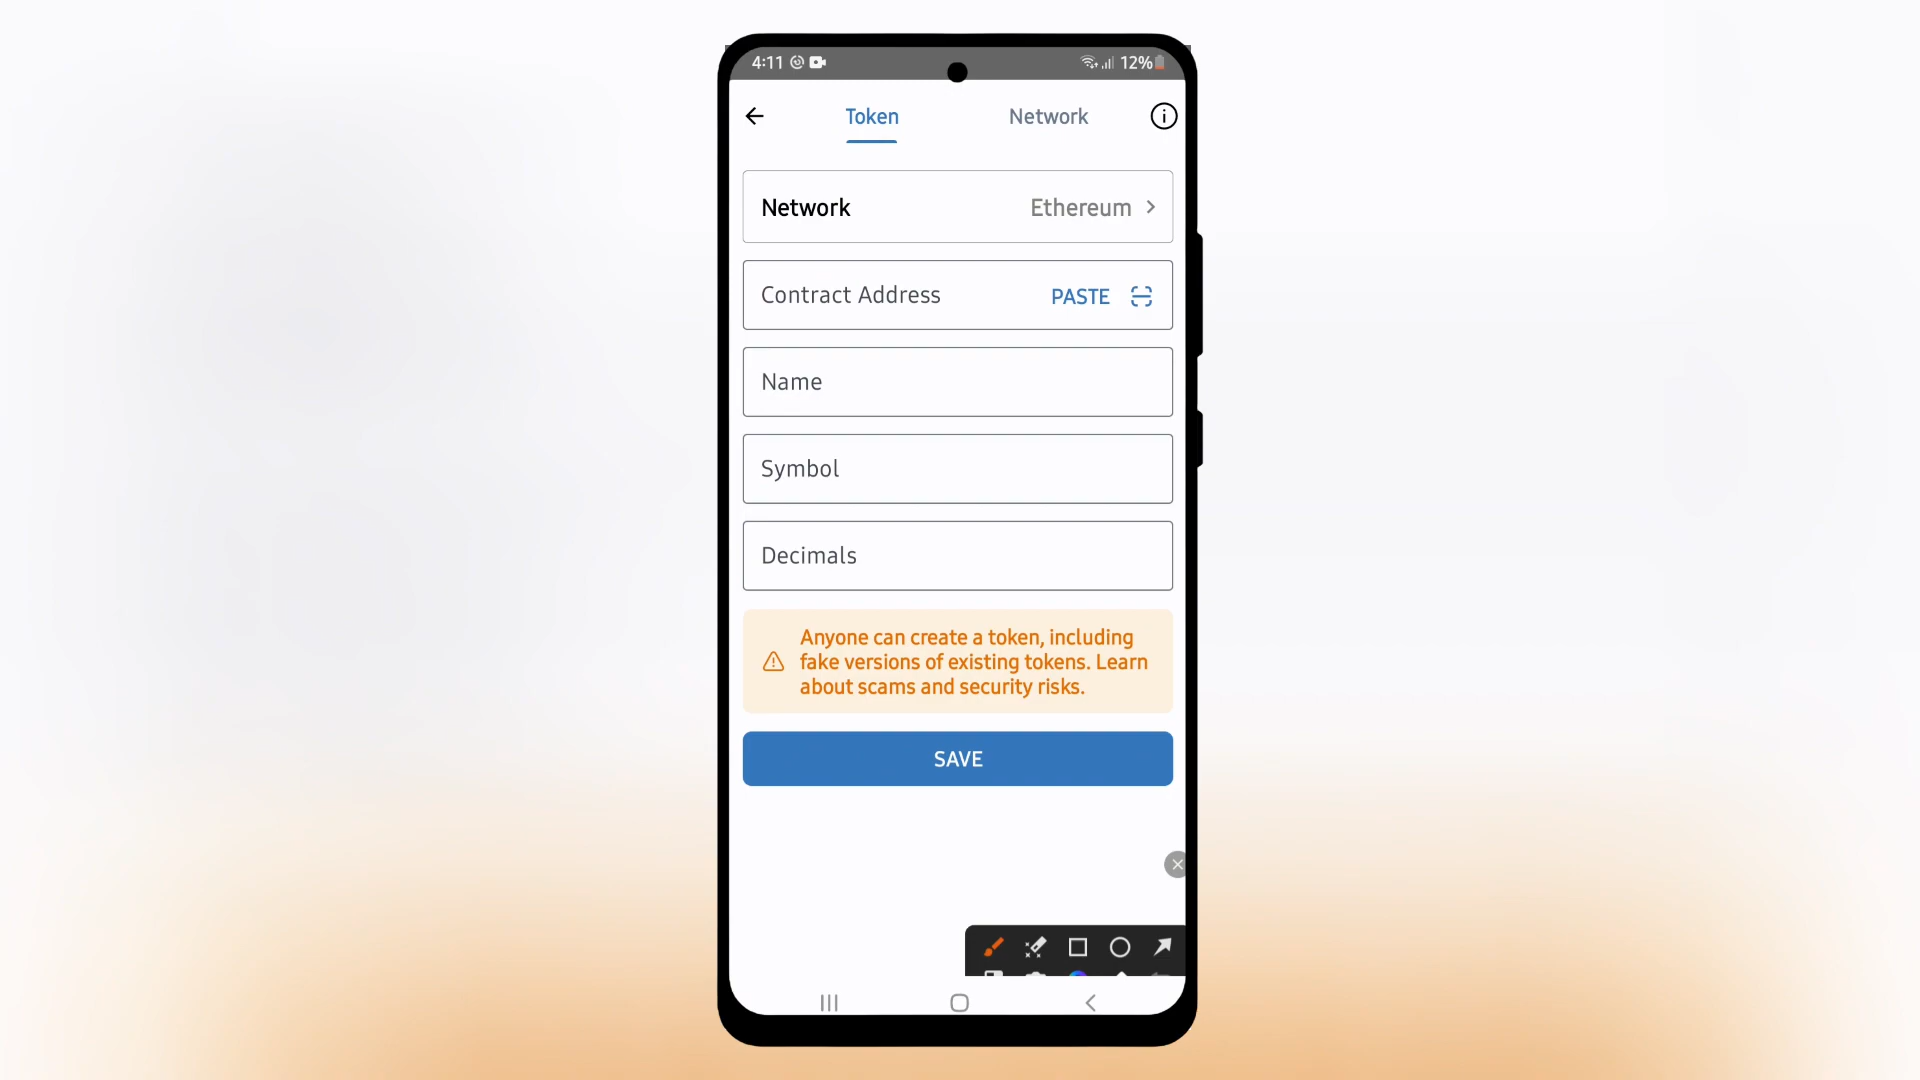 4:11 12%
Token Network
Network Ethereum
Contract Address PASTE
Name
Symbol
Decimals
Anyone can create a token, including
fake versions of existing tokens. Learn
about scams and security risks.
SAVE